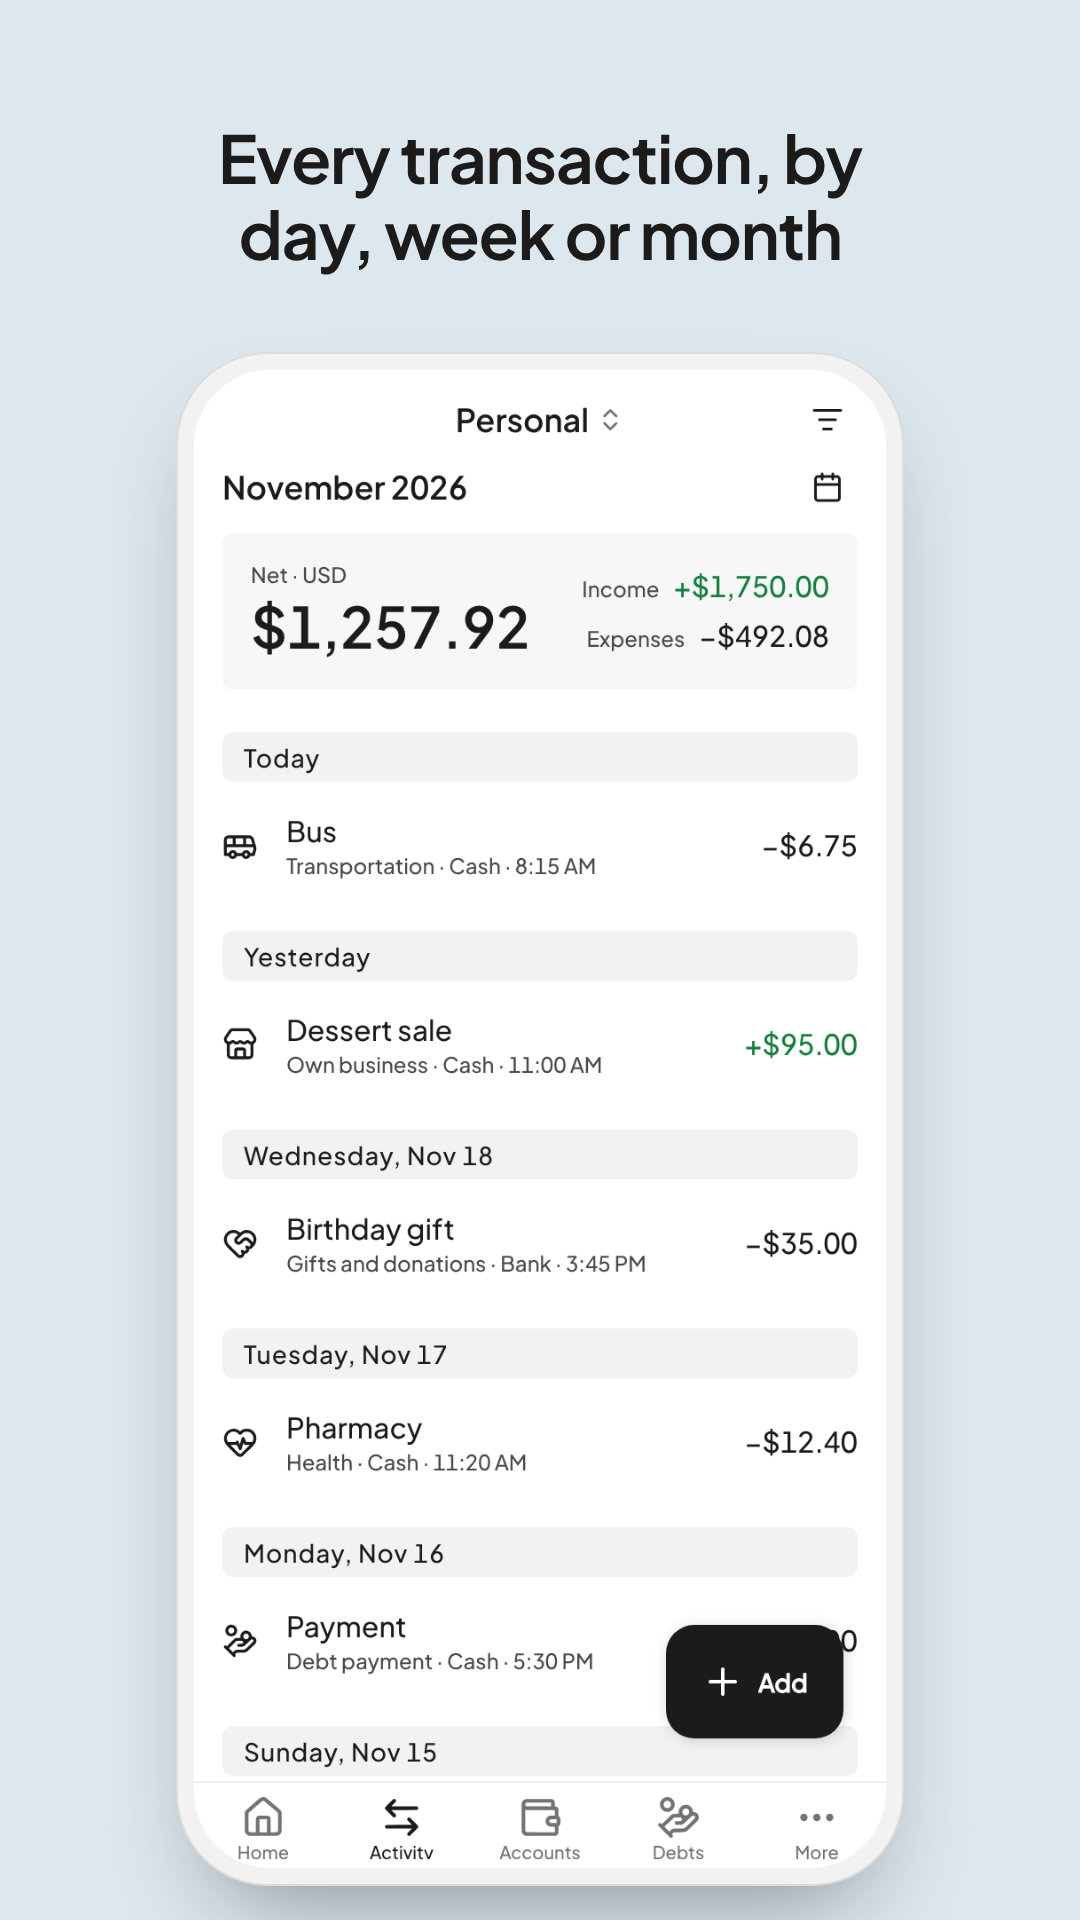 Every transaction, by
day, week or month
Personal
November 2026
Net · USD
$1,257.92
Income +$1,750.00
Expenses −$492.08
Today
Bus
Transportation · Cash · 8:15 AM
−$6.75
Yesterday
Dessert sale
Own business · Cash · 11:00 AM
+$95.00
Wednesday, Nov 18
Birthday gift
Gifts and donations · Bank · 3:45 PM
−$35.00
Tuesday, Nov 17
Pharmacy
Health · Cash · 11:20 AM
−$12.40
Monday, Nov 16
Payment
Debt payment · Cash · 5:30 PM
Add
Sunday, Nov 15
Home
Activity
Accounts
Debts
More